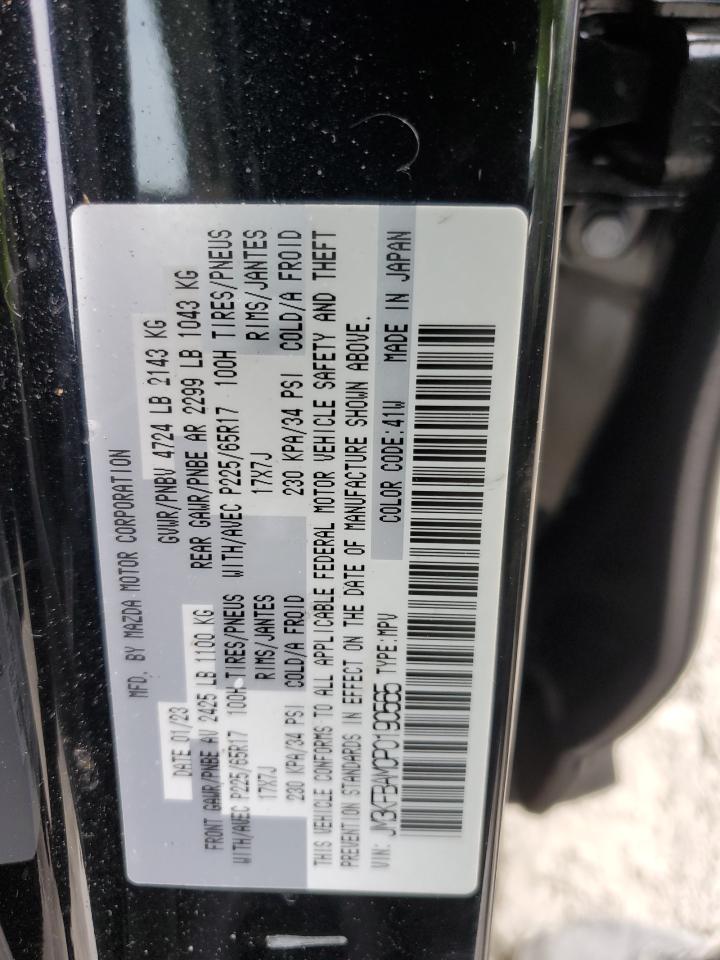 MFD. BY MAZDA MOTOR CORPORATION
DATE 01/23 GVWR/PNBV 4724 LB 2143 KG
FRONT GAWR/PNBE AV 2425 LB 1100 KG REAR GAWR/PNBE AR 2299 LB 1043 KG
WITH/AVEC P225/65R17 100H TIRES/PNEUS WITH/AVEC P225/65R17 100H TIRES/PNEUS
17X7J RIMS/JANTES 17X7J RIMS/JANTES
230 KPA/34 PSI COLD/A FROID 230 KPA/34 PSI COLD/A FROID
THIS VEHICLE CONFORMS TO ALL APPLICABLE FEDERAL MOTOR VEHICLE SAFETY AND THEFT
PREVENTION STANDARDS IN EFFECT ON THE DATE OF MANUFACTURE SHOWN ABOVE.
VIN: JM3KFBAM0P0190565 TYPE:MPV COLOR CODE:41W MADE IN JAPAN